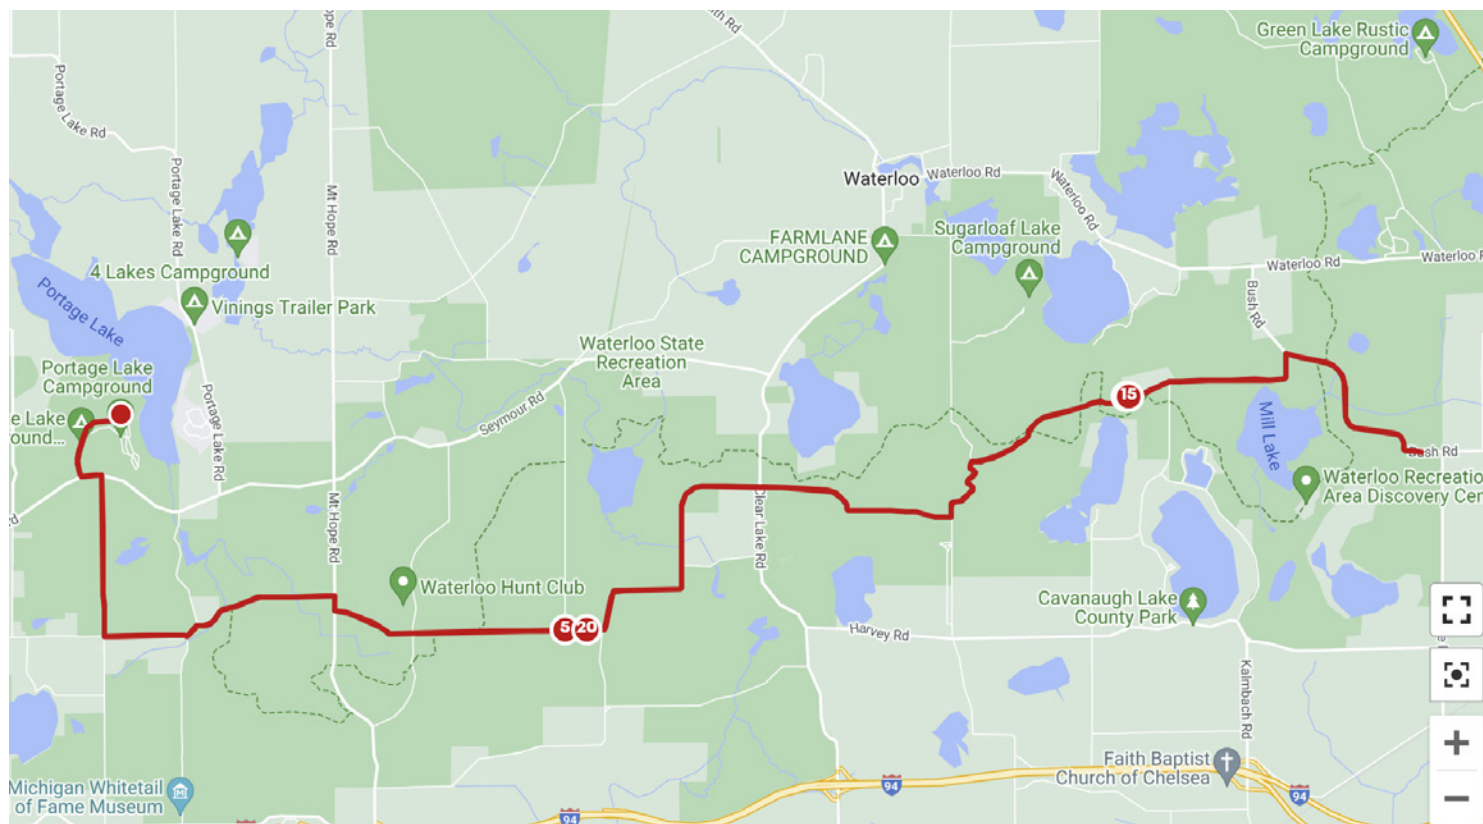 Green Lake Rustic
Campground
Portage Lake Rd
Mt Hope Rd
Portage Lake Rd
Waterloo
Waterloo Rd
Waterloo Rd
FARMLANE
CAMPGROUND
Sugarloaf Lake
Campground
Waterloo Rd
Waterloo R
4 Lakes Campground
Vinings Trailer Park
Portage Lake
Bush Rd
Waterloo State
Recreation
Area
Portage Lake
Campground
e Lake
ound...
Portage Lake Rd
Seymour Rd
15
Mill Lake
Bush Rd
Waterloo Recreatio
Area Discovery Cen
Mt Hope Rd
Clear Lake Rd
Waterloo Hunt Club
5
20
Harvey Rd
Cavanaugh Lake
County Park
Kalmbach Rd
Michigan Whitetail
of Fame Museum
Faith Baptist
Church of Chelsea
94
94
94
+
−